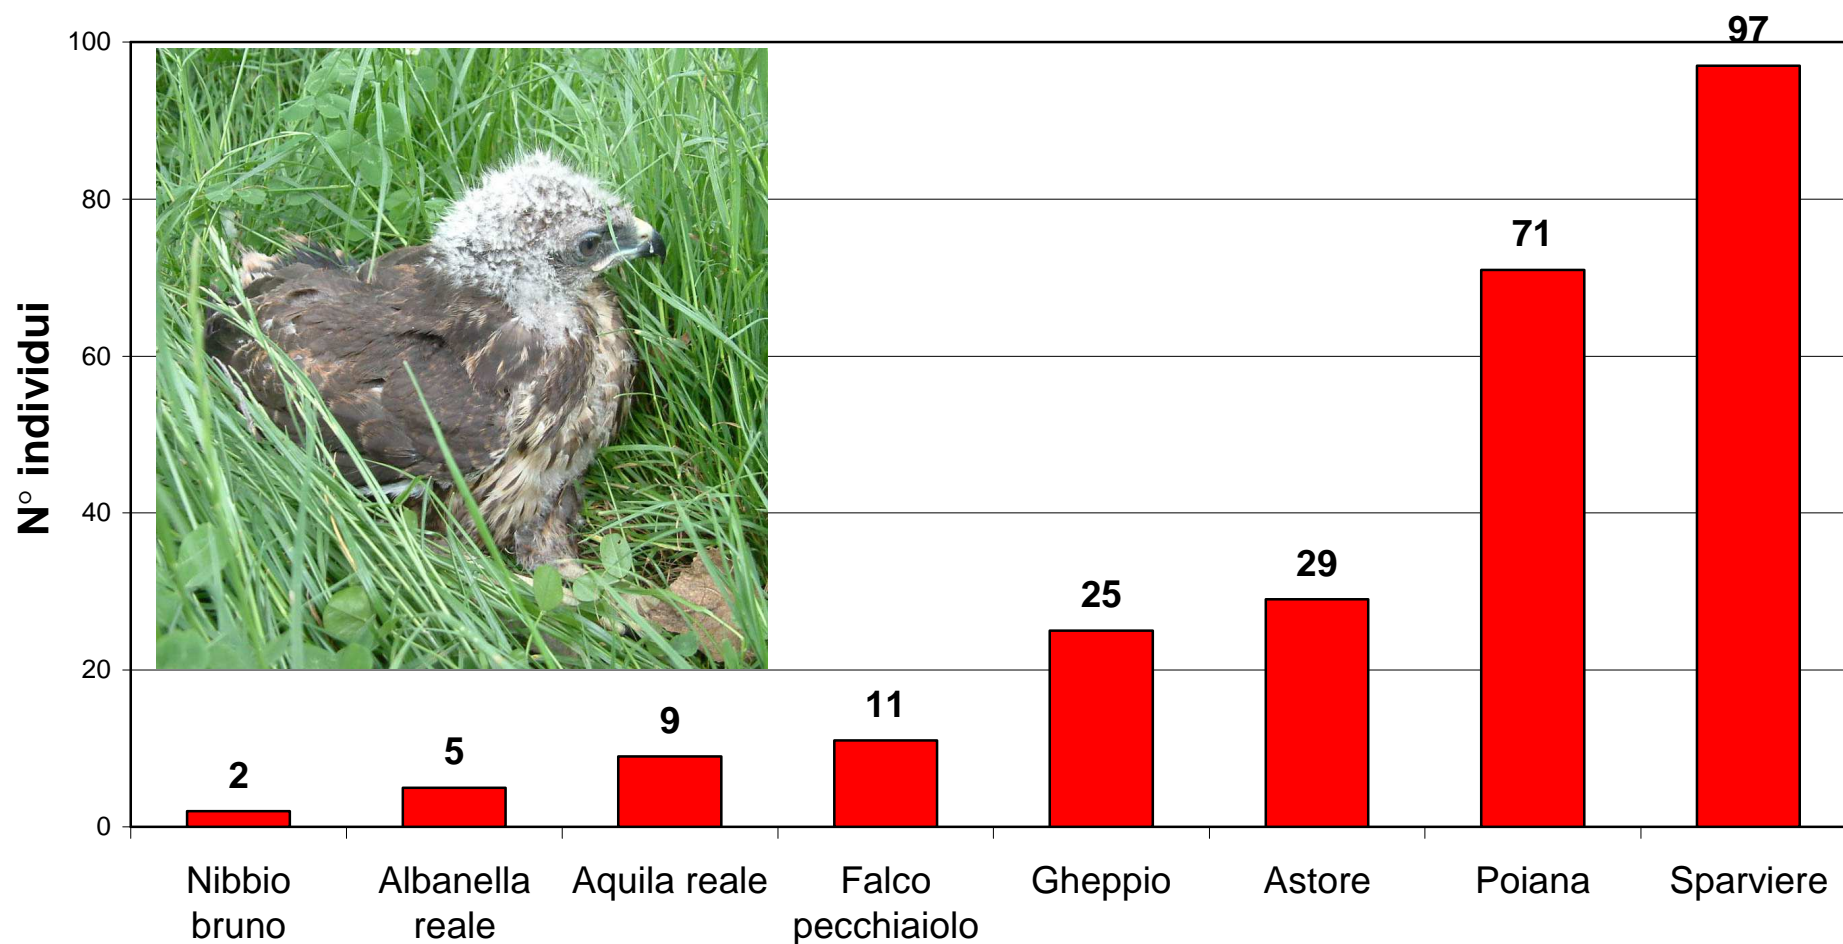 97
100
80
71
60
N° individui
40
29
25
20
11
9
5
2
0
Nibbio
bruno
Albanella
reale
Aquila reale
Falco
pecchiaiolo
Gheppio
Astore
Poiana
Sparviere